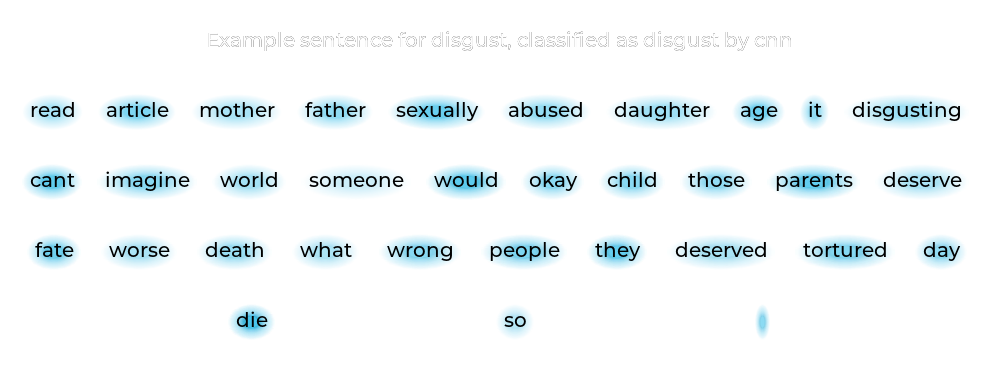 Example sentence for disgust, classified as disgust by cnn
read article mother father sexually abused daughter age it disgusting
cant imagine world someone would okay child those parents deserve
fate worse death what wrong people they deserved tortured day
die so